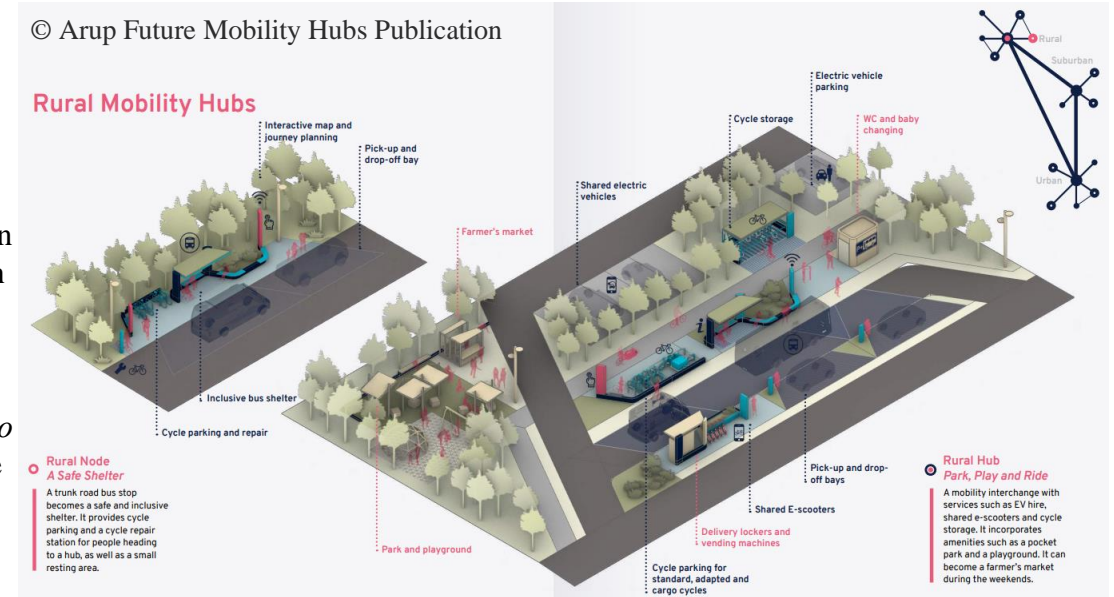 © Arup Future Mobility Hubs Publication
Rural Mobility Hubs
Interactive map and
journey planning
Pick-up and
drop-off bay
Inclusive bus shelter
Cycle parking and repair
Rural Node
A Safe Shelter
A trunk road bus stop
becomes a safe and inclusive
shelter. It provides cycle
parking and a cycle repair
station for people heading
to a hub, as well as a small
resting area.
Farmer's market
Park and playground
Shared electric
vehicles
Cycle storage
Electric vehicle
parking
WC and baby
changing
Pick-up and drop-
off bays
Shared E-scooters
Delivery lockers and
vending machines
Cycle parking for
standard, adapted and
cargo cycles
Rural
Suburban
Urban
Rural Hub
Park, Play and Ride
A mobility interchange with
services such as EV hire,
shared e-scooters and cycle
storage. It incorporates
amenities such as a pocket
park and a playground. It can
become a farmer's market
during the weekends.